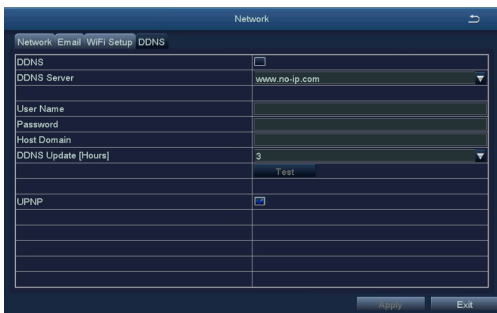 Network
Network Email WiFi Setup DDNS
DDNS
DDNS Server www.no-ip.com
User Name
Password
Host Domain
DDNS Update [Hours] 3
Test
UPNP
Apply Exit